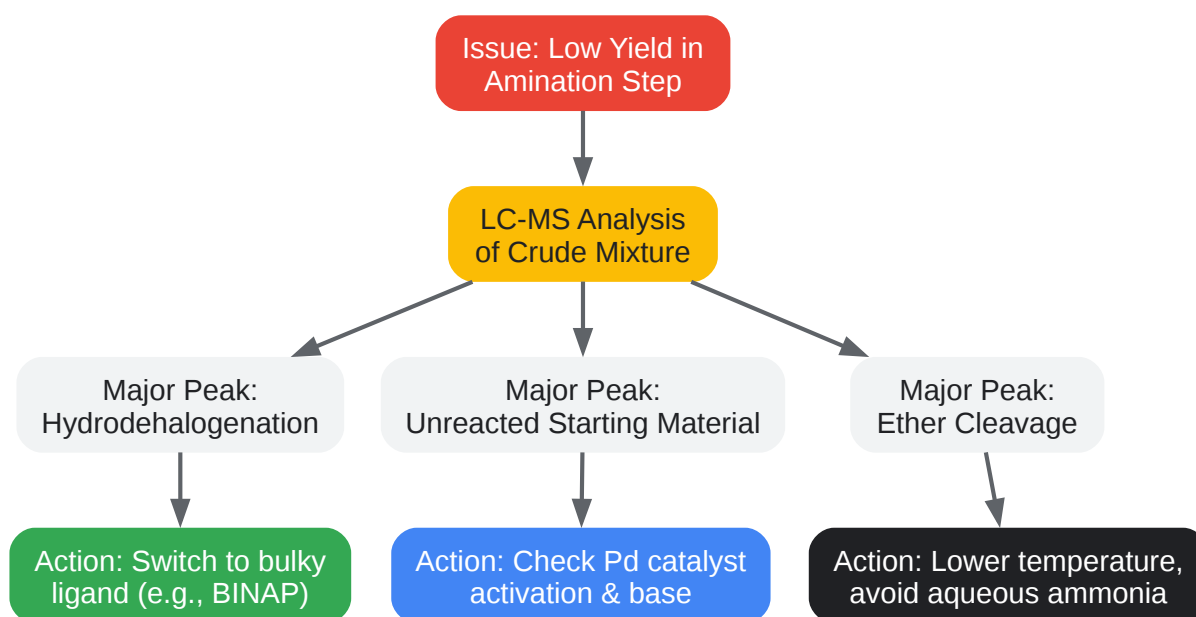 Issue: Low Yield in
Amination Step
LC-MS Analysis
of Crude Mixture
Major Peak:
Hydrodehalogenation
Major Peak:
Unreacted Starting Material
Major Peak:
Ether Cleavage
Action: Switch to bulky
ligand (e.g., BINAP)
Action: Check Pd catalyst
activation & base
Action: Lower temperature,
avoid aqueous ammonia